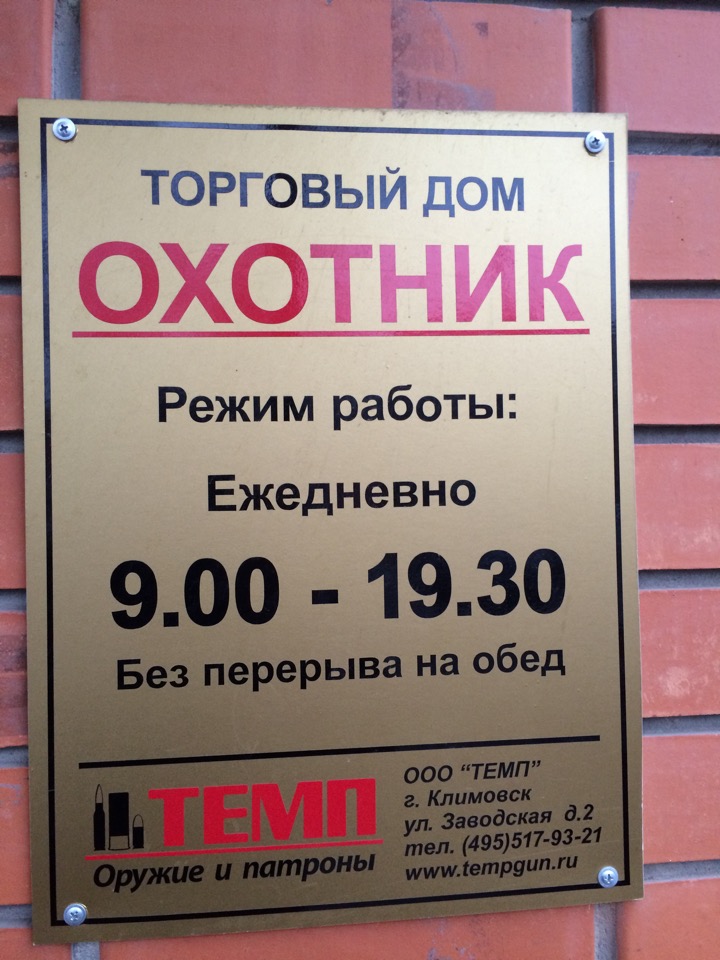 ТОРГОВЫЙ ДОМ
ОХОТНИК
Режим работы:
Ежедневно
9.00 - 19.30
Без перерыва на обед
ТЕМП
Оружие и патроны
ООО “ТЕМП”
г. Климовск
ул. Заводская д.2
тел. (495)517-93-21
www.tempgun.ru